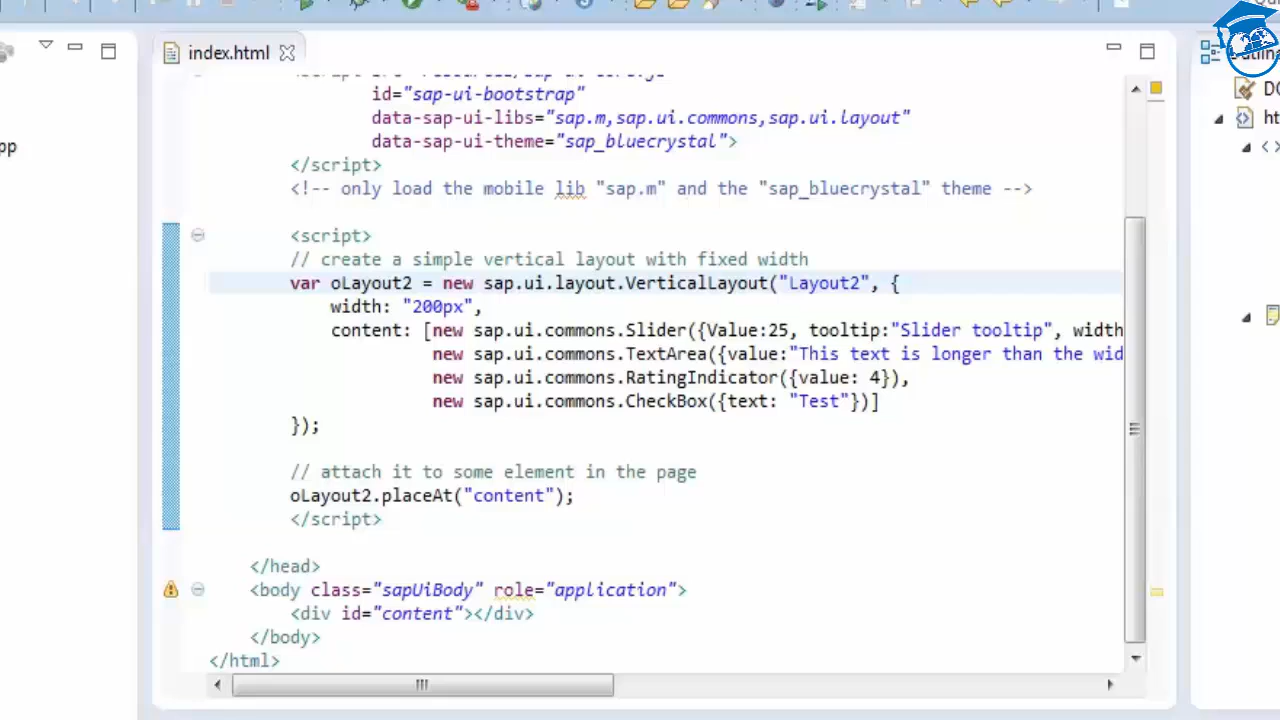 index.html
id="sap-ui-bootstrap"
data-sap-ui-libs="sap.m,sap.ui.commons,sap.ui.layout"
data-sap-ui-theme="sap_bluecrystal">
</script>
<!-- only load the mobile lib "sap.m" and the "sap_bluecrystal" theme -->
<script>
// create a simple vertical layout with fixed width
var oLayout2 = new sap.ui.layout.VerticalLayout("Layout2", {
width: "200px",
content: [new sap.ui.commons.Slider({Value:25, tooltip:"Slider tooltip", width
new sap.ui.commons.TextArea({value:"This text is longer than the wid
new sap.ui.commons.RatingIndicator({value: 4}),
new sap.ui.commons.CheckBox({text: "Test"})]
});
// attach it to some element in the page
oLayout2.placeAt("content");
</script>
</head>
<body class="sapUiBody" role="application">
<div id="content"></div>
</body>
</html>
pp
DO
ht
<>